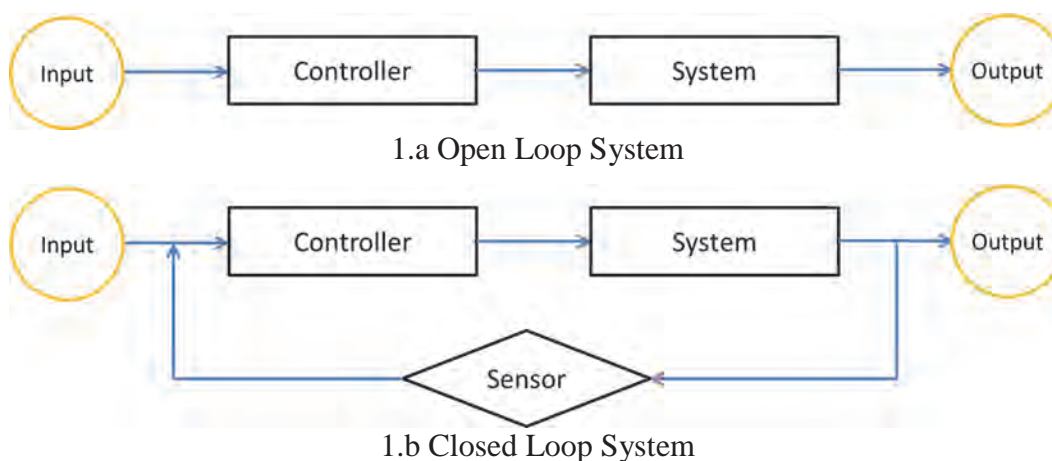 Input Controller System Output
1.a Open Loop System
Input Controller System Output
Sensor
1.b Closed Loop System